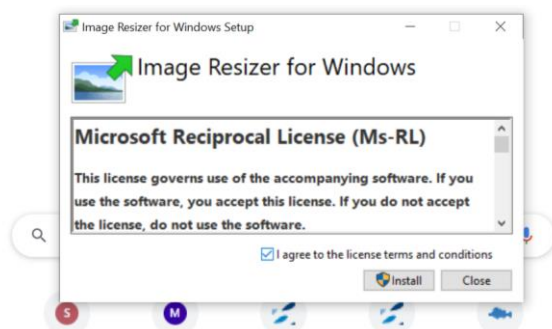 Image Resizer for Windows Setup
Image Resizer for Windows
Microsoft Reciprocal License (Ms-RL)
This license governs use of the accompanying software. If you
use the software, you accept this license. If you do not accept
the license, do not use the software.
I agree to the license terms and conditions
Install Close
S M